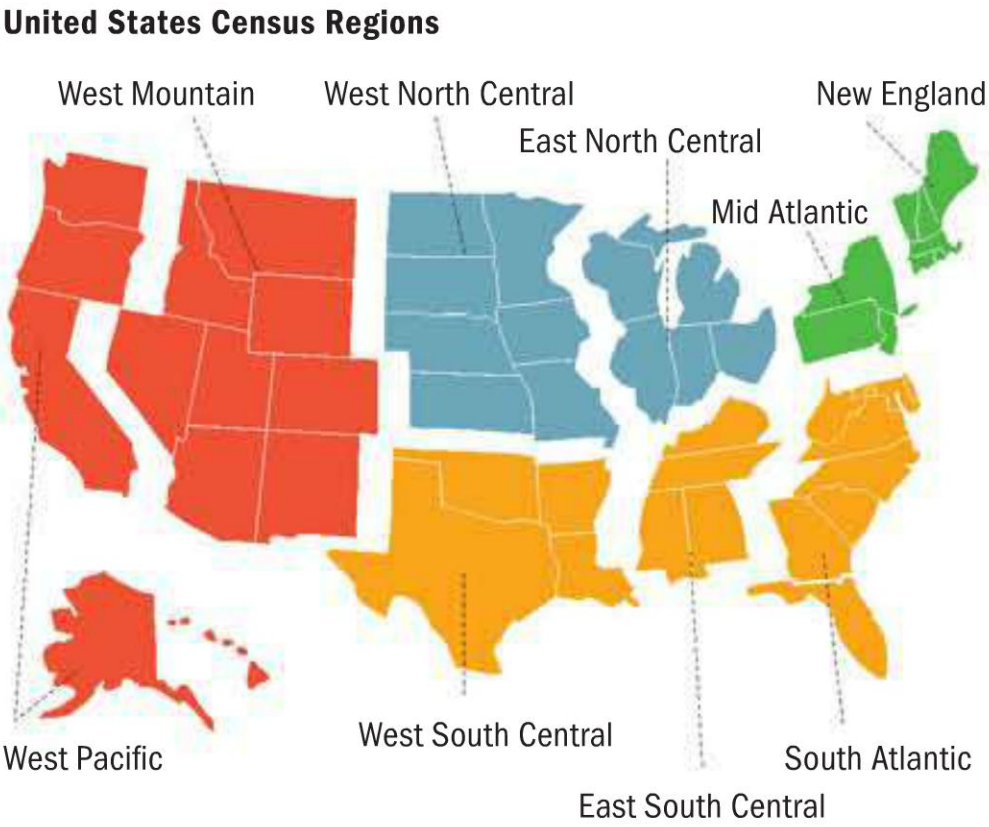 United States Census Regions
West Mountain
West North Central
New England
East North Central
Mid Atlantic
West South Central
West Pacific
South Atlantic
East South Central